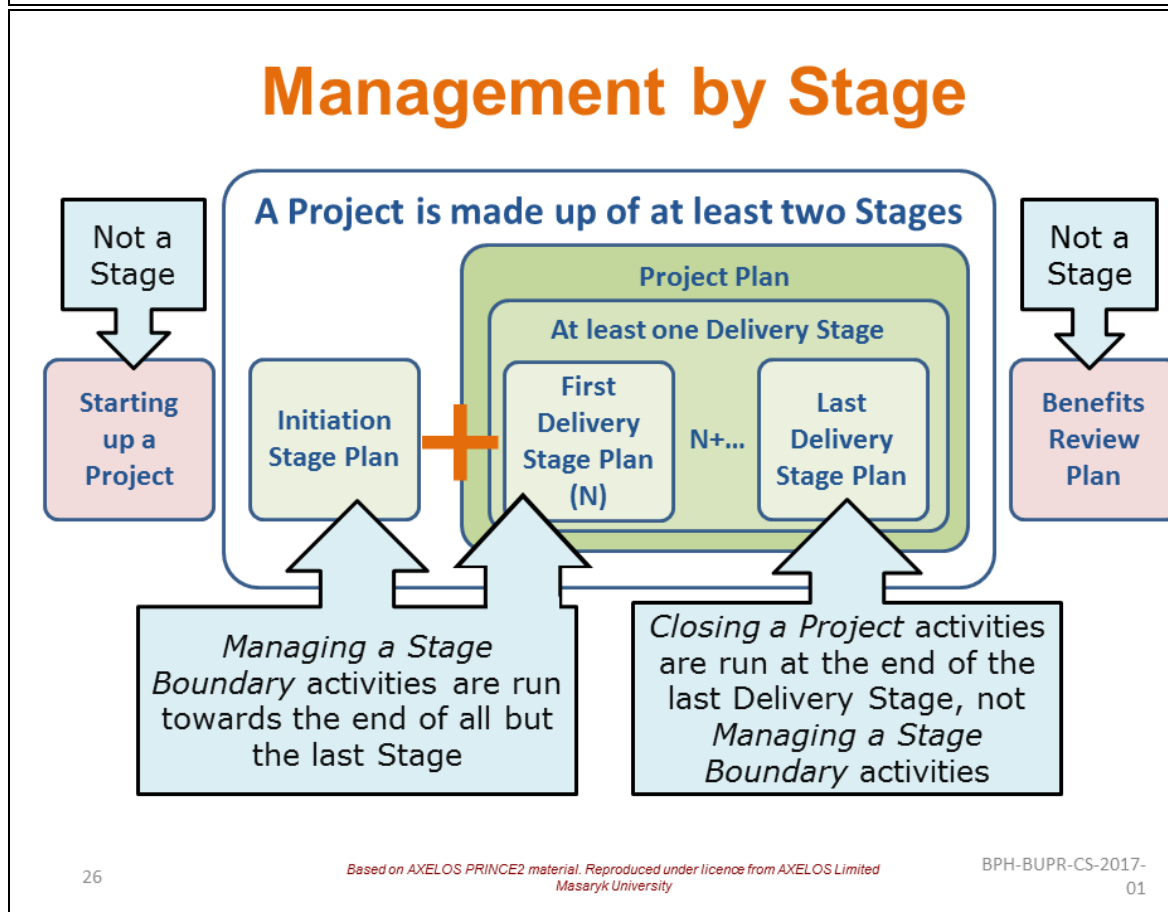 Management by Stage
A Project is made up of at least two Stages
Not a
Stage
Not a
Stage
Project Plan
At least one Delivery Stage
Starting
up a
Project
Initiation
Stage Plan
+
First
Delivery
Stage Plan
(N)
N+...
Last
Delivery
Stage Plan
Benefits
Review
Plan
Managing a Stage
Boundary activities are run
towards the end of all but
the last Stage
Closing a Project activities
are run at the end of the
last Delivery Stage, not
Managing a Stage
Boundary activities
26
Based on AXELOS PRINCE2 material. Reproduced under licence from AXELOS Limited
Masaryk University
BPH-BUPR-CS-2017-
01